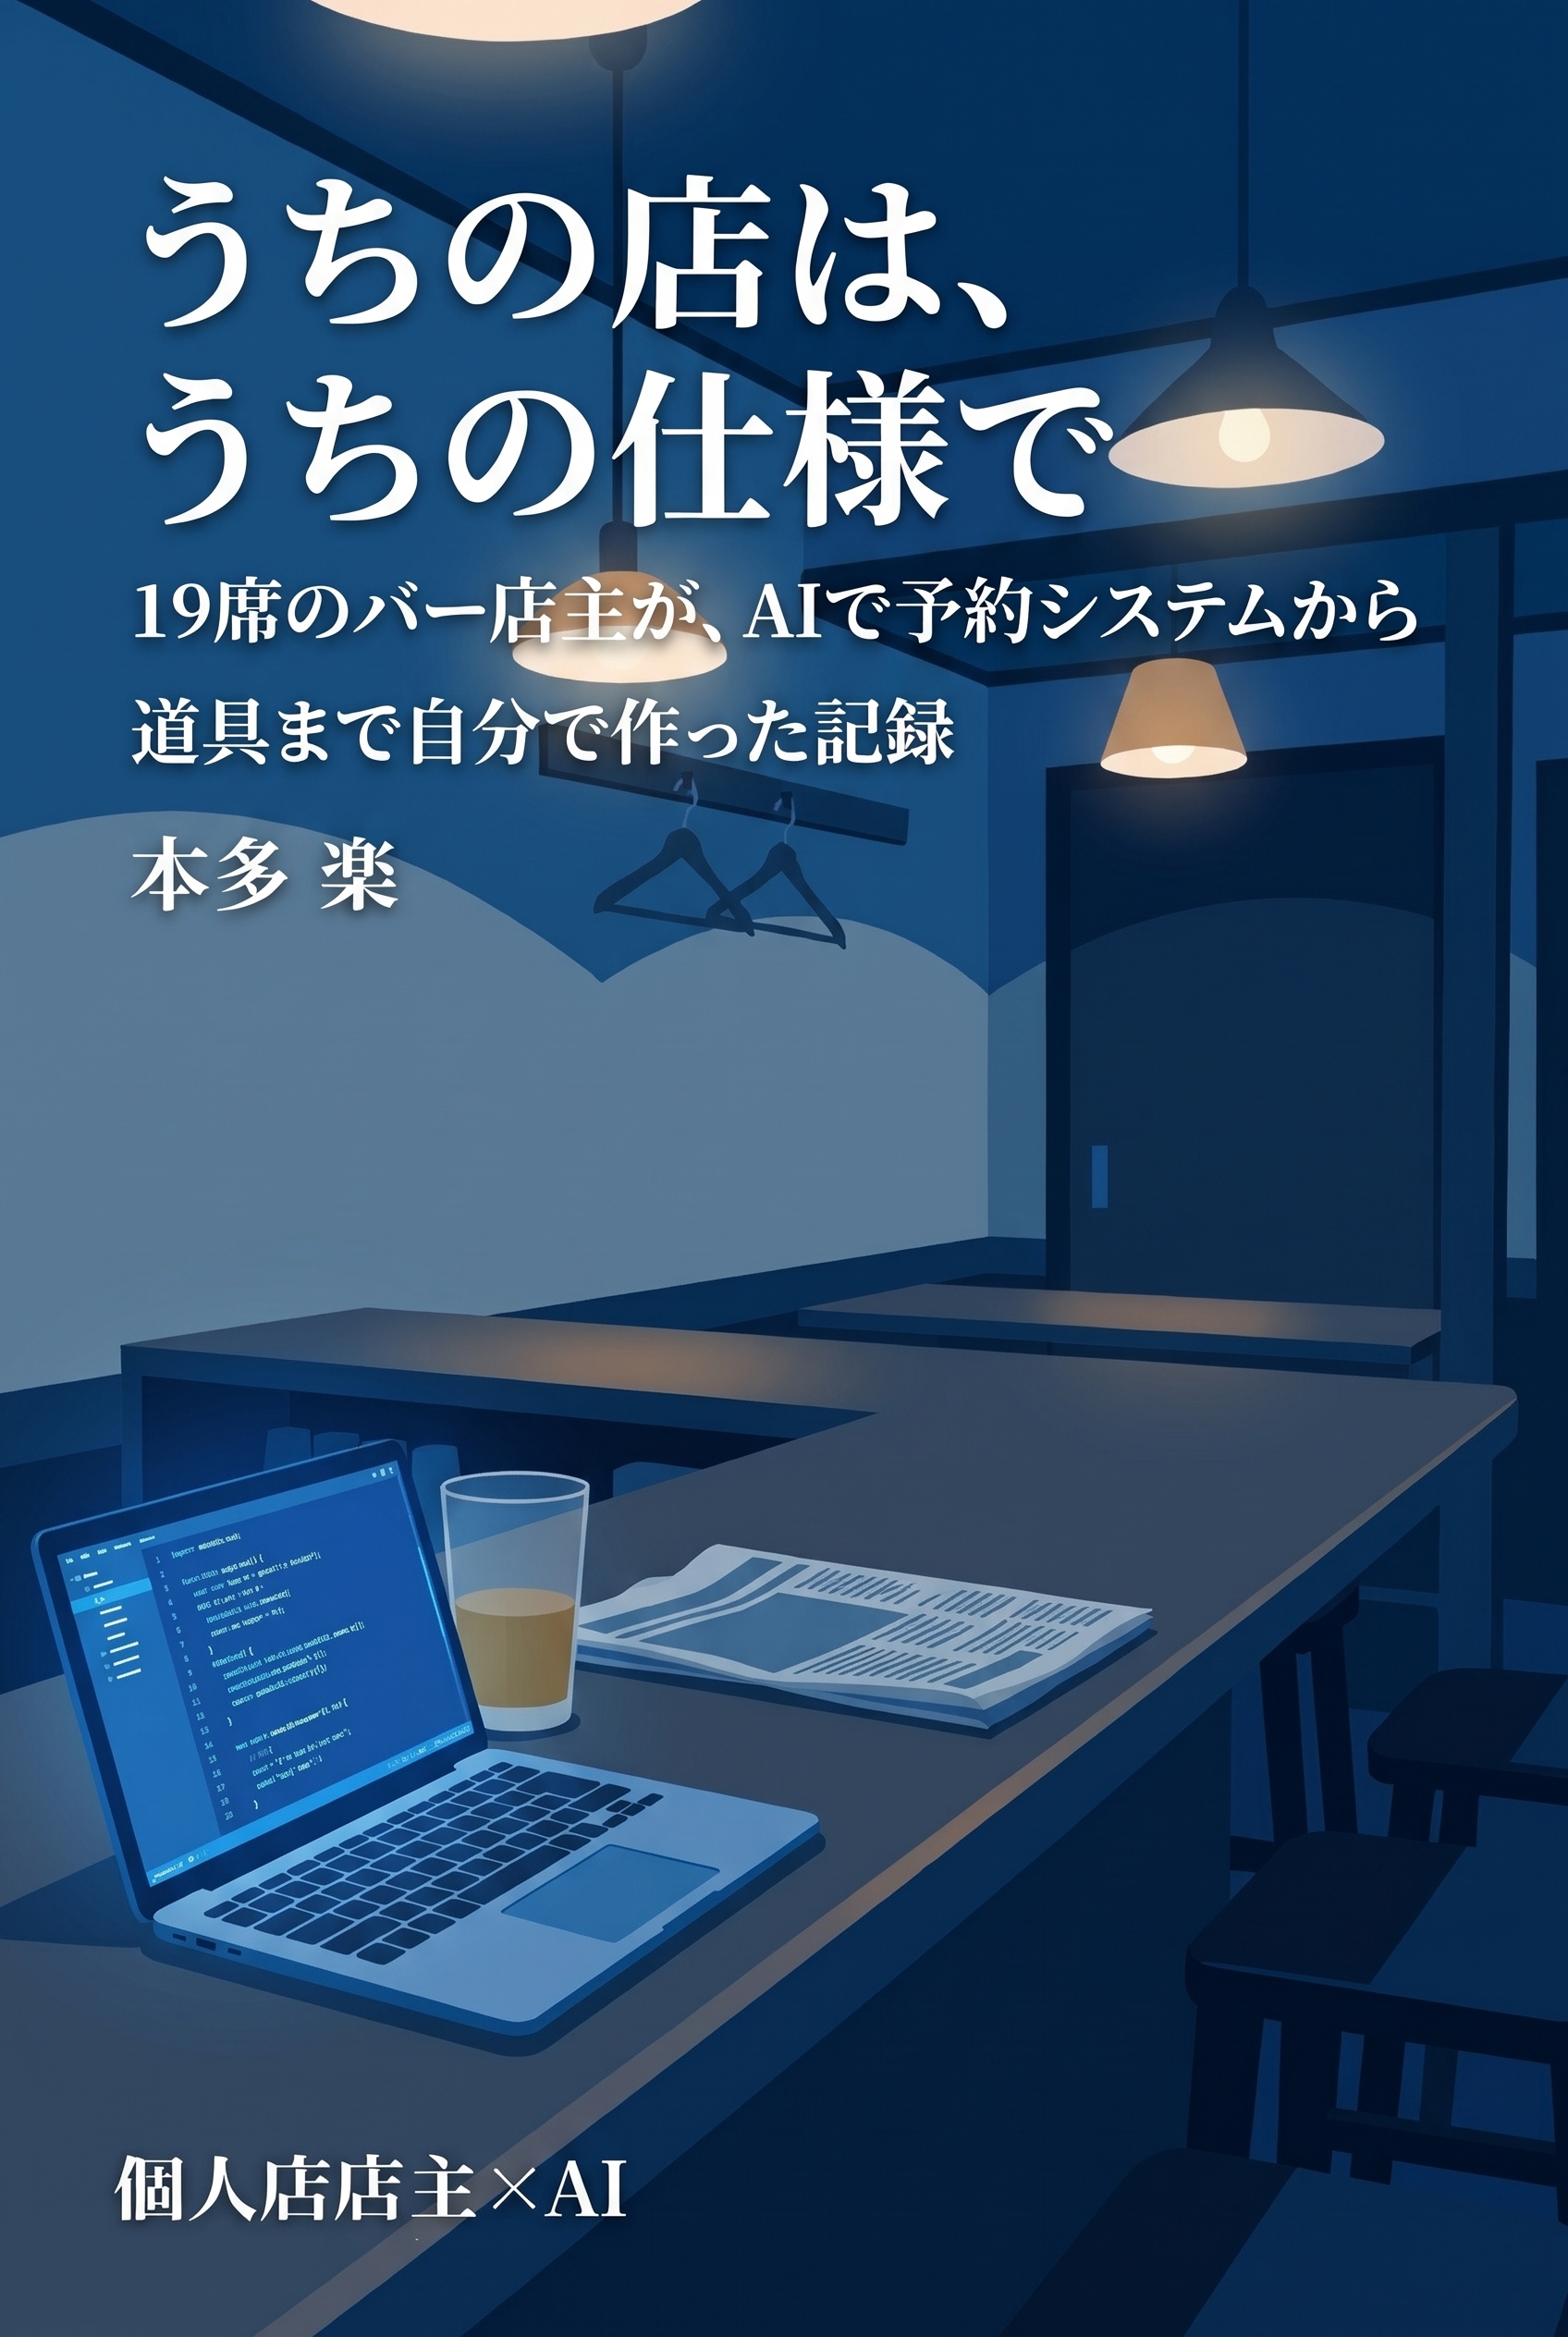 うちの店は、
うちの仕様で
19席のバー店主が、AIで予約システムから
道具まで自分で作った記録
本多 楽
個人店店主×AI